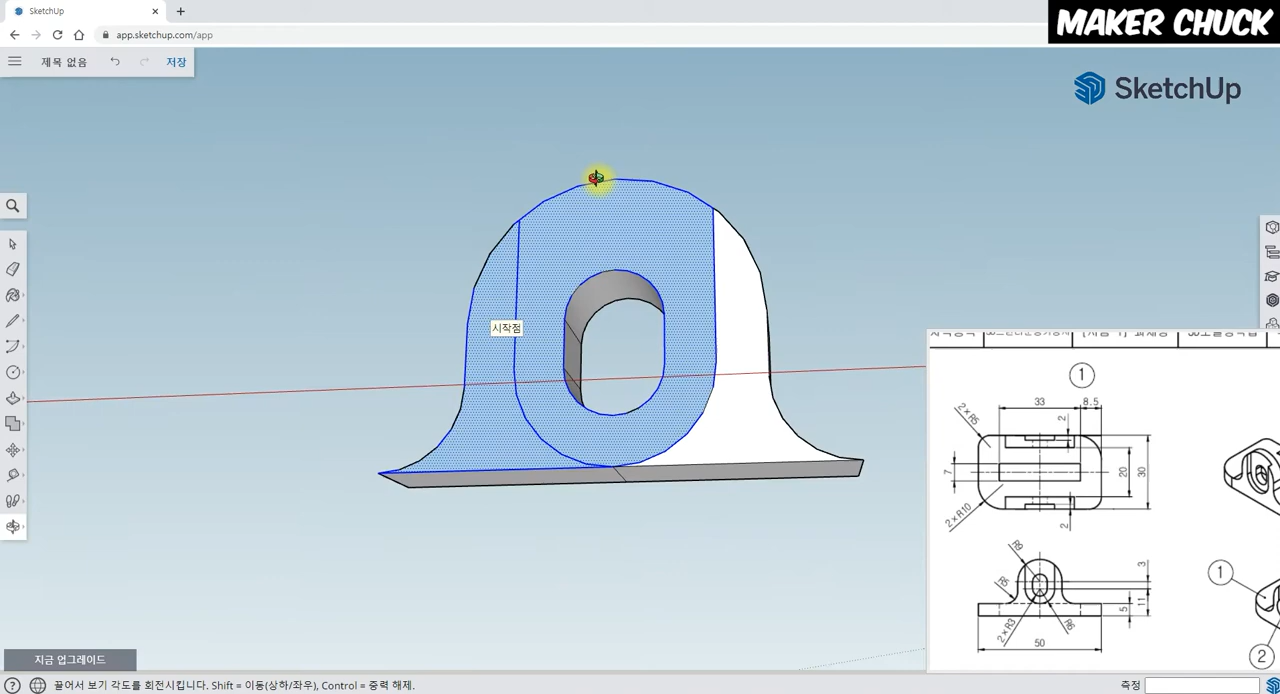 SketchUp
MAKER CHUCK
app.sketchup.com/app
제목 없음
저장
SketchUp
시작점
1
33
8.5
2×R5
2
7
20
30
2×R10
2
R9
3
11
5
2×R3
R6
50
1
2
지금 업그레이드
끌어서 보기 각도를 회전시킵니다. Shift = 이동(상하/좌우), Control = 중력 해제.
측정